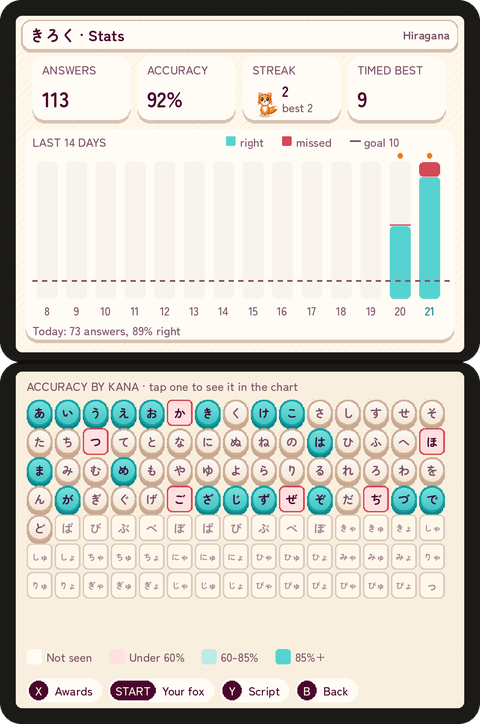 きろく · Stats
Hiragana
ANSWERS
113
ACCURACY
92%
STREAK
2
best 2
TIMED BEST
9
LAST 14 DAYS
right
missed
goal 10
8 9 10 11 12 13 14 15 16 17 18 19 20 21
Today: 73 answers, 89% right
ACCURACY BY KANA · tap one to see it in the chart
あ い う え お か き く け こ さ し す せ そ
た ち つ て と な に ぬ ね の は ひ ふ へ ほ
ま み む め も や ゆ よ ら り る れ ろ わ を
ん が ぎ ぐ げ ご ざ じ ず ぜ ぞ だ ぢ づ で
ど ば び ぶ べ ぼ ぱ ぴ ぷ ぺ ぽ きゃ きゅ きょ しゃ
しゅ しょ ちゃ ちゅ ちょ にゃ にゅ にょ ひゃ ひゅ ひょ みゃ みゅ みょ りゃ
りゅ りょ ぎゃ ぎゅ ぎょ じゃ じゅ じょ びゃ びゅ びょ ぴゃ ぴゅ ぴょ っ
Not seen
Under 60%
60-85%
85%+
X Awards
START Your fox
Y Script
B Back